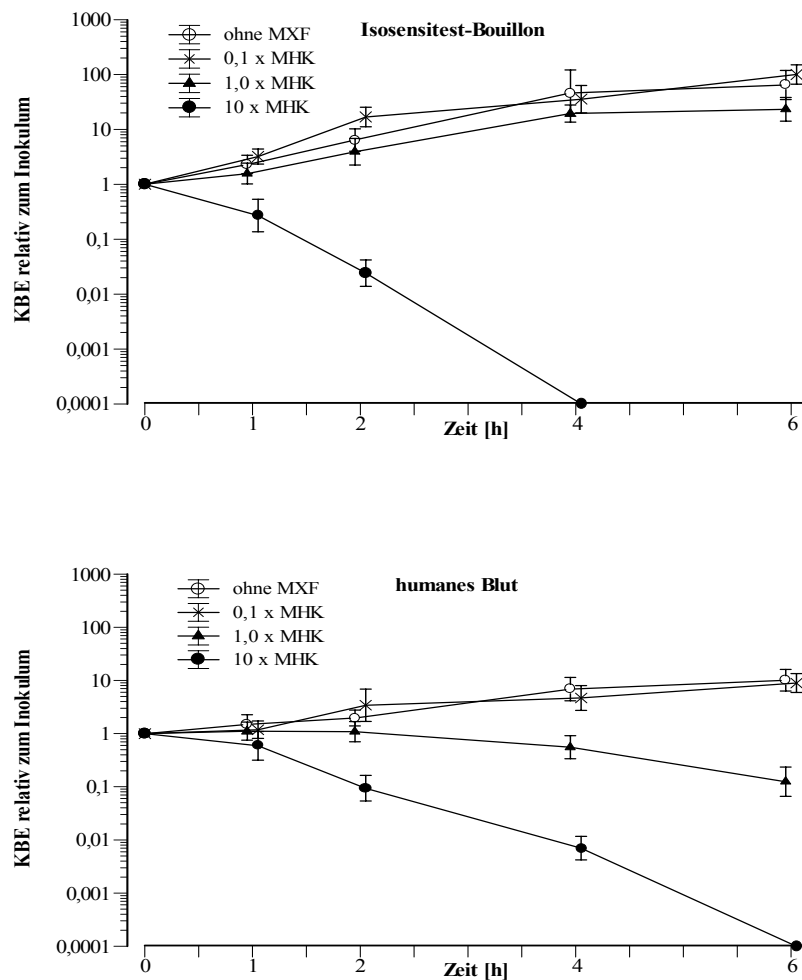 Isosensitest-Bouillon
ohne MXF
0,1 x MHK
1,0 x MHK
10 x MHK
KBE relativ zum Inokulum
1000
100
10
1
0,1
0,01
0,001
0,0001
0 1 2 4 6
Zeit [h]
humanes Blut
ohne MXF
0,1 x MHK
1,0 x MHK
10 x MHK
KBE relativ zum Inokulum
1000
100
10
1
0,1
0,01
0,001
0,0001
0 1 2 4 6
Zeit [h]